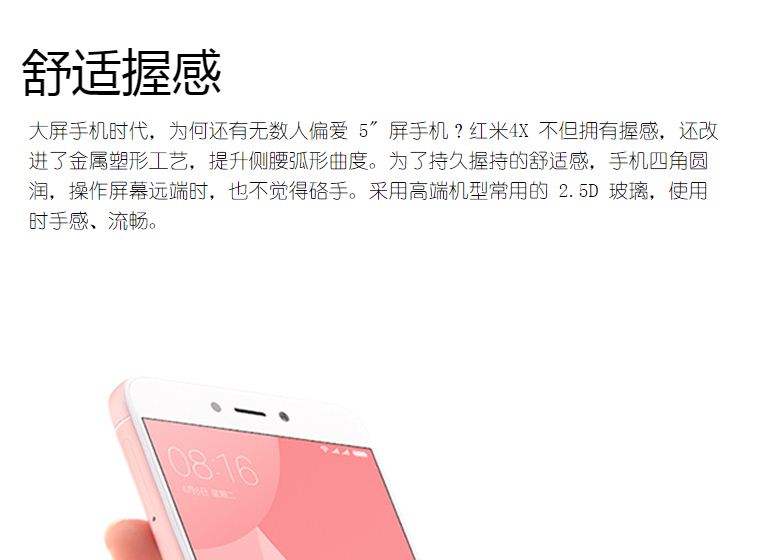 舒适握感
大屏手机时代，为何还有无数人偏爱 5″ 屏手机？红米4X 不但拥有握感，还改
进了金属塑形工艺，提升侧腰弧形曲度。为了持久握持的舒适感，手机四角圆
润，操作屏幕远端时，也不觉得硌手。采用高端机型常用的 2.5D 玻璃，使用
时手感、流畅。
08:16
4月6日 星期二